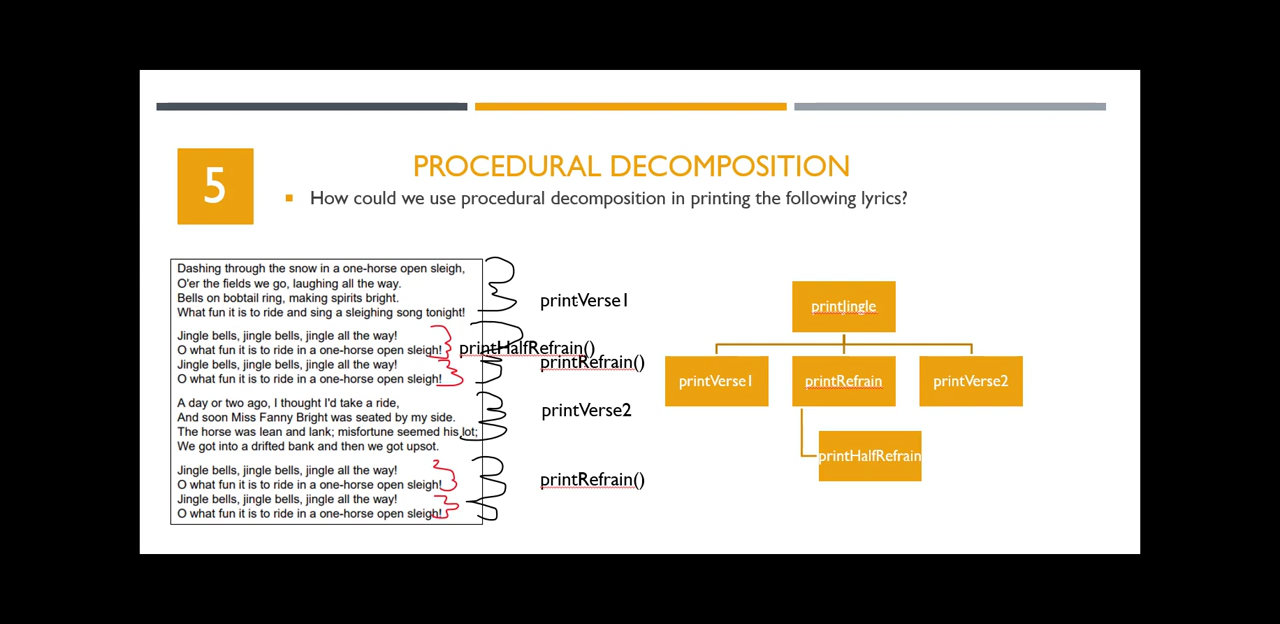 5
PROCEDURAL DECOMPOSITION
How could we use procedural decomposition in printing the following lyrics?
Dashing through the snow in a one-horse open sleigh,
O'er the fields we go, laughing all the way.
Bells on bobtail ring, making spirits bright.
What fun it is to ride and sing a sleighing song tonight!
Jingle bells, jingle bells, jingle all the way!
O what fun it is to ride in a one-horse open sleigh!
Jingle bells, jingle bells, jingle all the way!
O what fun it is to ride in a one-horse open sleigh!
A day or two ago, I thought I'd take a ride,
And soon Miss Fanny Bright was seated by my side.
The horse was lean and lank; misfortune seemed his lot;
We got into a drifted bank and then we got upsot.
Jingle bells, jingle bells, jingle all the way!
O what fun it is to ride in a one-horse open sleigh!
Jingle bells, jingle bells, jingle all the way!
O what fun it is to ride in a one-horse open sleigh!
printVerse1
printHalfRefrain()
printRefrain()
printVerse2
printRefrain()
printJingle
printVerse1
printRefrain
printVerse2
printHalfRefrain